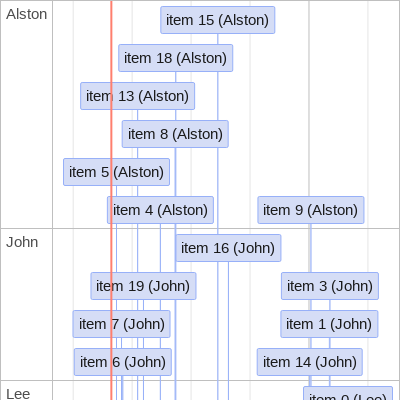 Alston
item 15 (Alston)
item 18 (Alston)
item 13 (Alston)
item 8 (Alston)
item 5 (Alston)
item 4 (Alston)
item 9 (Alston)
John
item 16 (John)
item 19 (John)
item 3 (John)
item 7 (John)
item 1 (John)
item 6 (John)
item 14 (John)
Lee
item 0 (Lee)